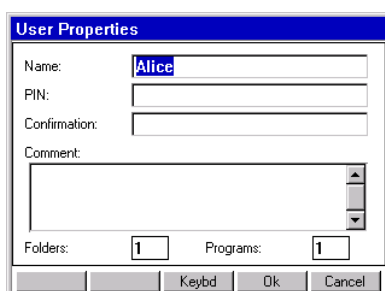 User Properties
Name: Alice
PIN:
Confirmation:
Comment:
Folders: 1 Programs: 1
Keybd Ok Cancel